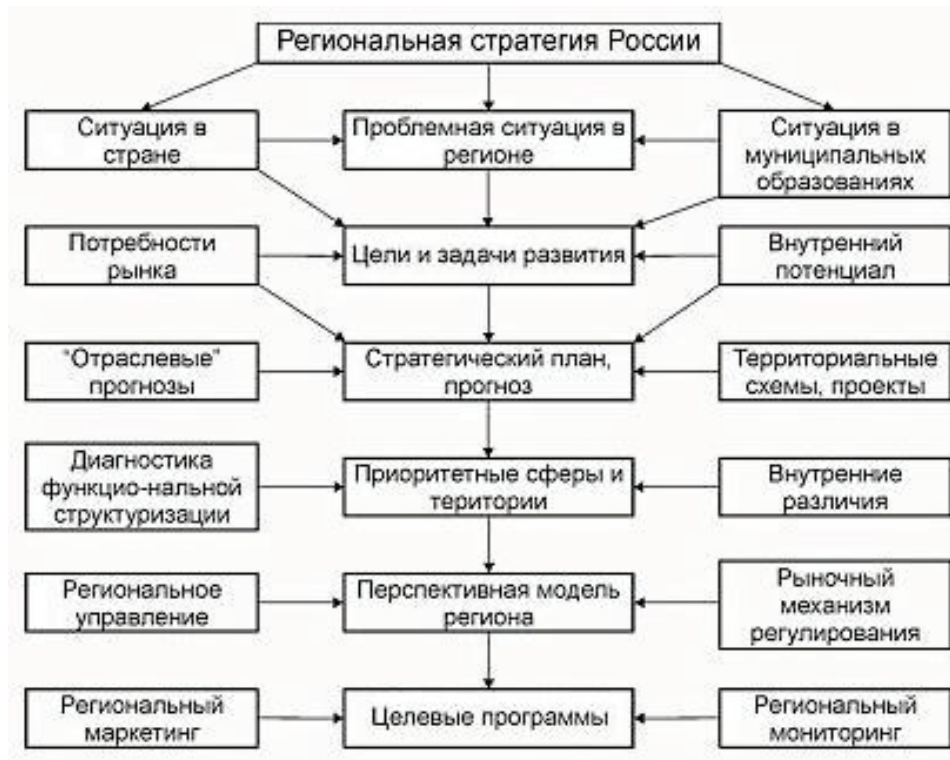 Региональная стратегия России
Ситуация в
стране
Проблемная ситуация в
регионе
Ситуация в
муниципальных
образованиях
Потребности
рынка
Цели и задачи развития
Внутренний
потенциал
"Отраслевые"
прогнозы
Стратегический план,
прогноз
Территориальные
схемы, проекты
Диагностика
функцио-нальной
структуризации
Приоритетные сферы и
територии
Внутренние
различия
Региональное
управление
Перспективная модель
региона
Рыночный
механизм
регулирования
Региональный
маркетинг
Целевые программы
Региональный
мониторинг